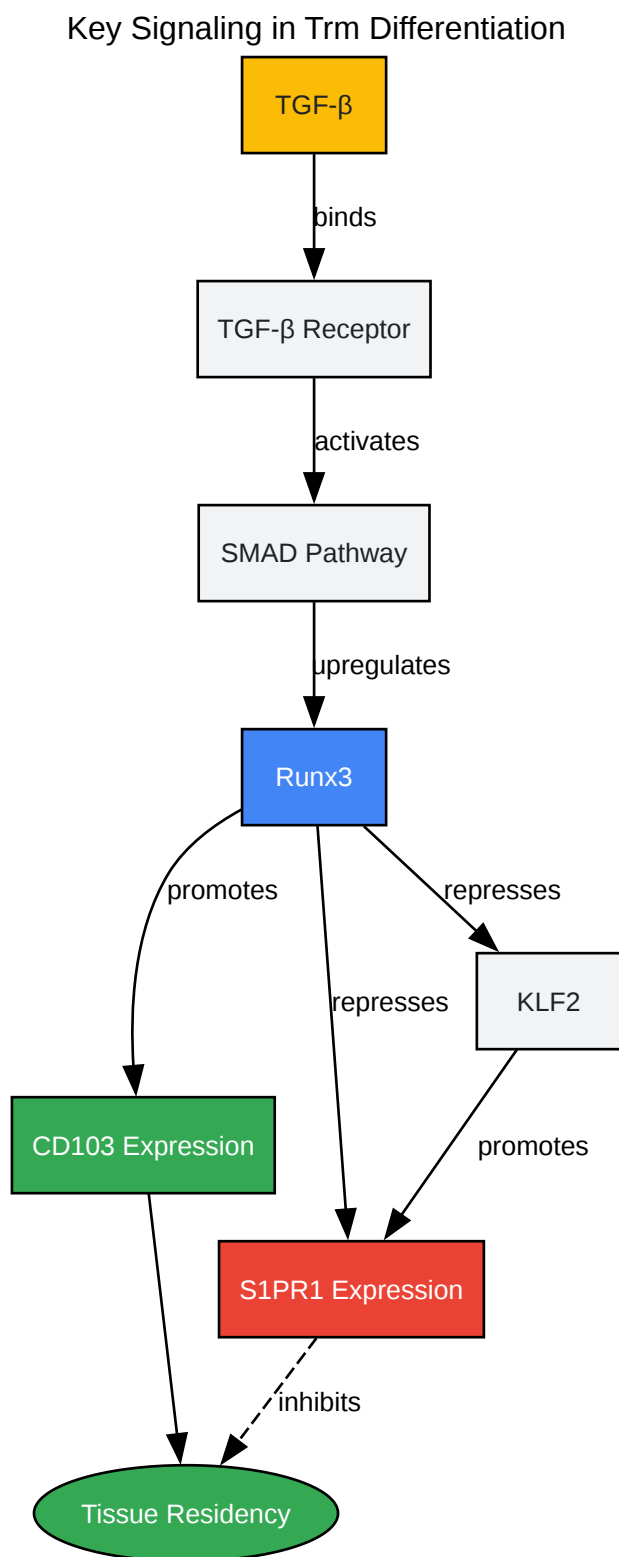 Key Signaling in Trm Differentiation
TGF-β
binds
TGF-β Receptor
activates
SMAD Pathway
upregulates
Runx3
promotes
represses
represses
KLF2
CD103 Expression
promotes
S1PR1 Expression
inhibits
Tissue Residency